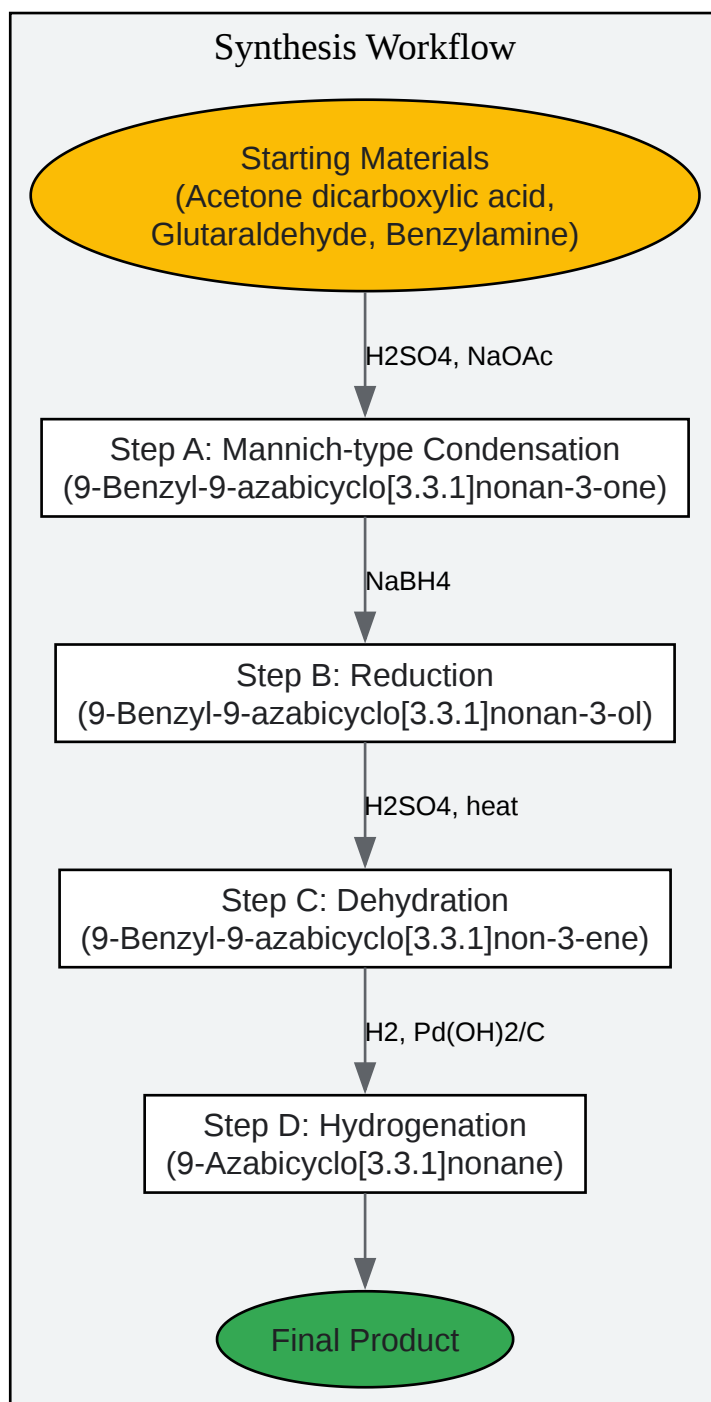 Synthesis Workflow
Starting Materials
(Acetone dicarboxylic acid,
Glutaraldehyde, Benzylamine)
H2SO4, NaOAc
Step A: Mannich-type Condensation
(9-Benzyl-9-azabicyclo[3.3.1]nonan-3-one)
NaBH4
Step B: Reduction
(9-Benzyl-9-azabicyclo[3.3.1]nonan-3-ol)
H2SO4, heat
Step C: Dehydration
(9-Benzyl-9-azabicyclo[3.3.1]non-3-ene)
H2, Pd(OH)2/C
Step D: Hydrogenation
(9-Azabicyclo[3.3.1]nonane)
Final Product